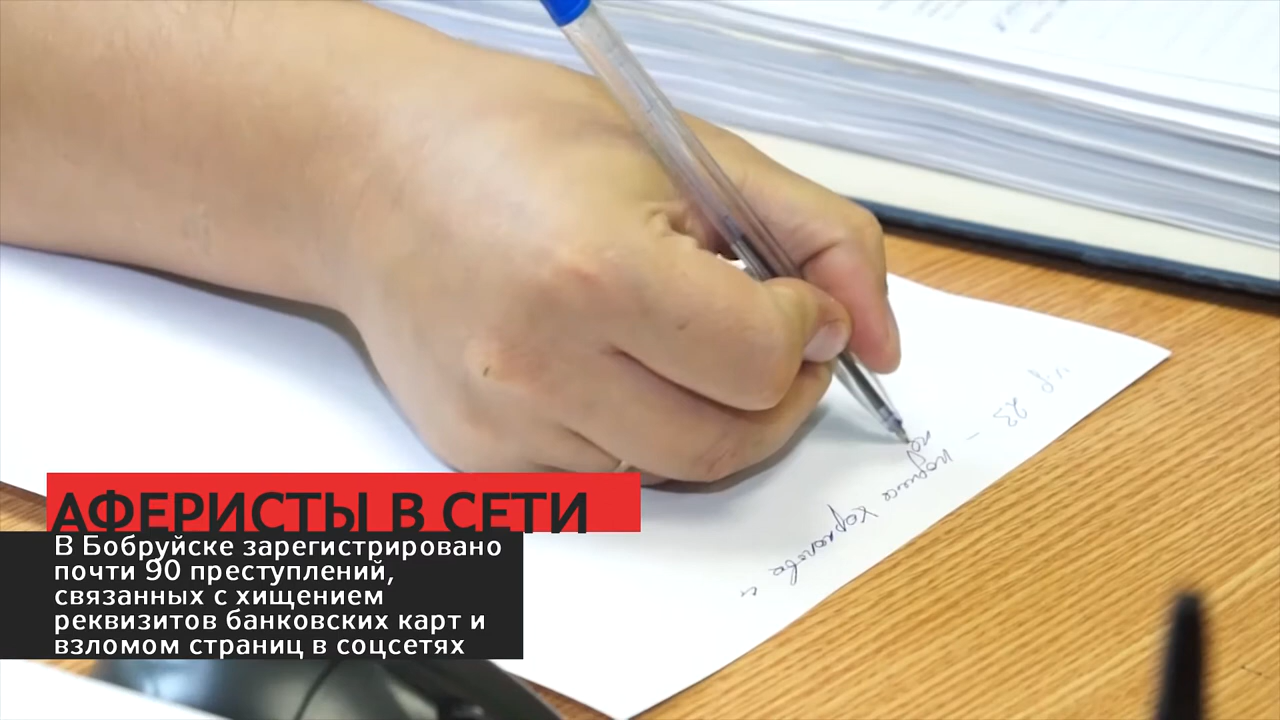 АФЕРИСТЫ В СЕТИ
В Бобруйске зарегистрировано
почти 90 преступлений,
связанных с хищением
реквизитов банковских карт и
взломом страниц в соцсетях